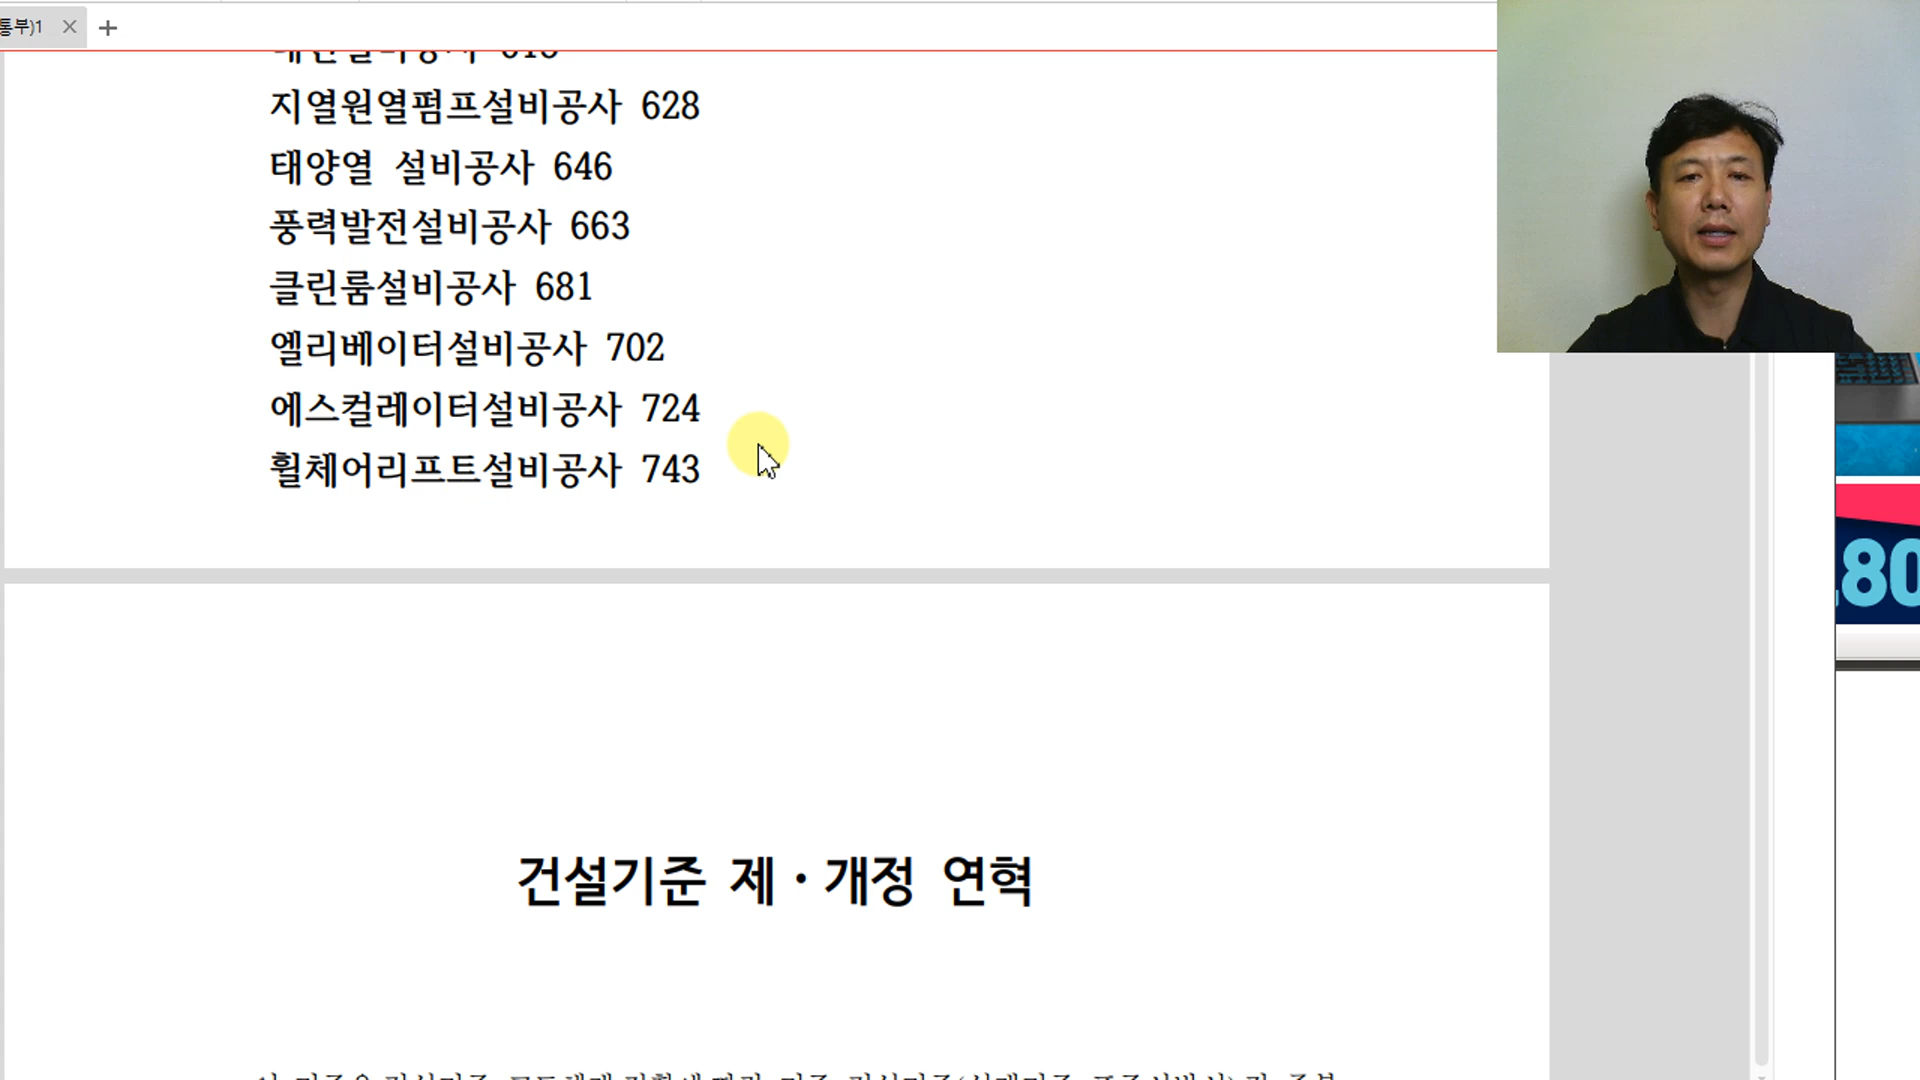 통부)1
지열원열펌프설비공사 628
태양열 설비공사 646
풍력발전설비공사 663
클린룸설비공사 681
엘리베이터설비공사 702
에스컬레이터설비공사 724
휠체어리프트설비공사 743
80
건설기준 제·개정 연혁